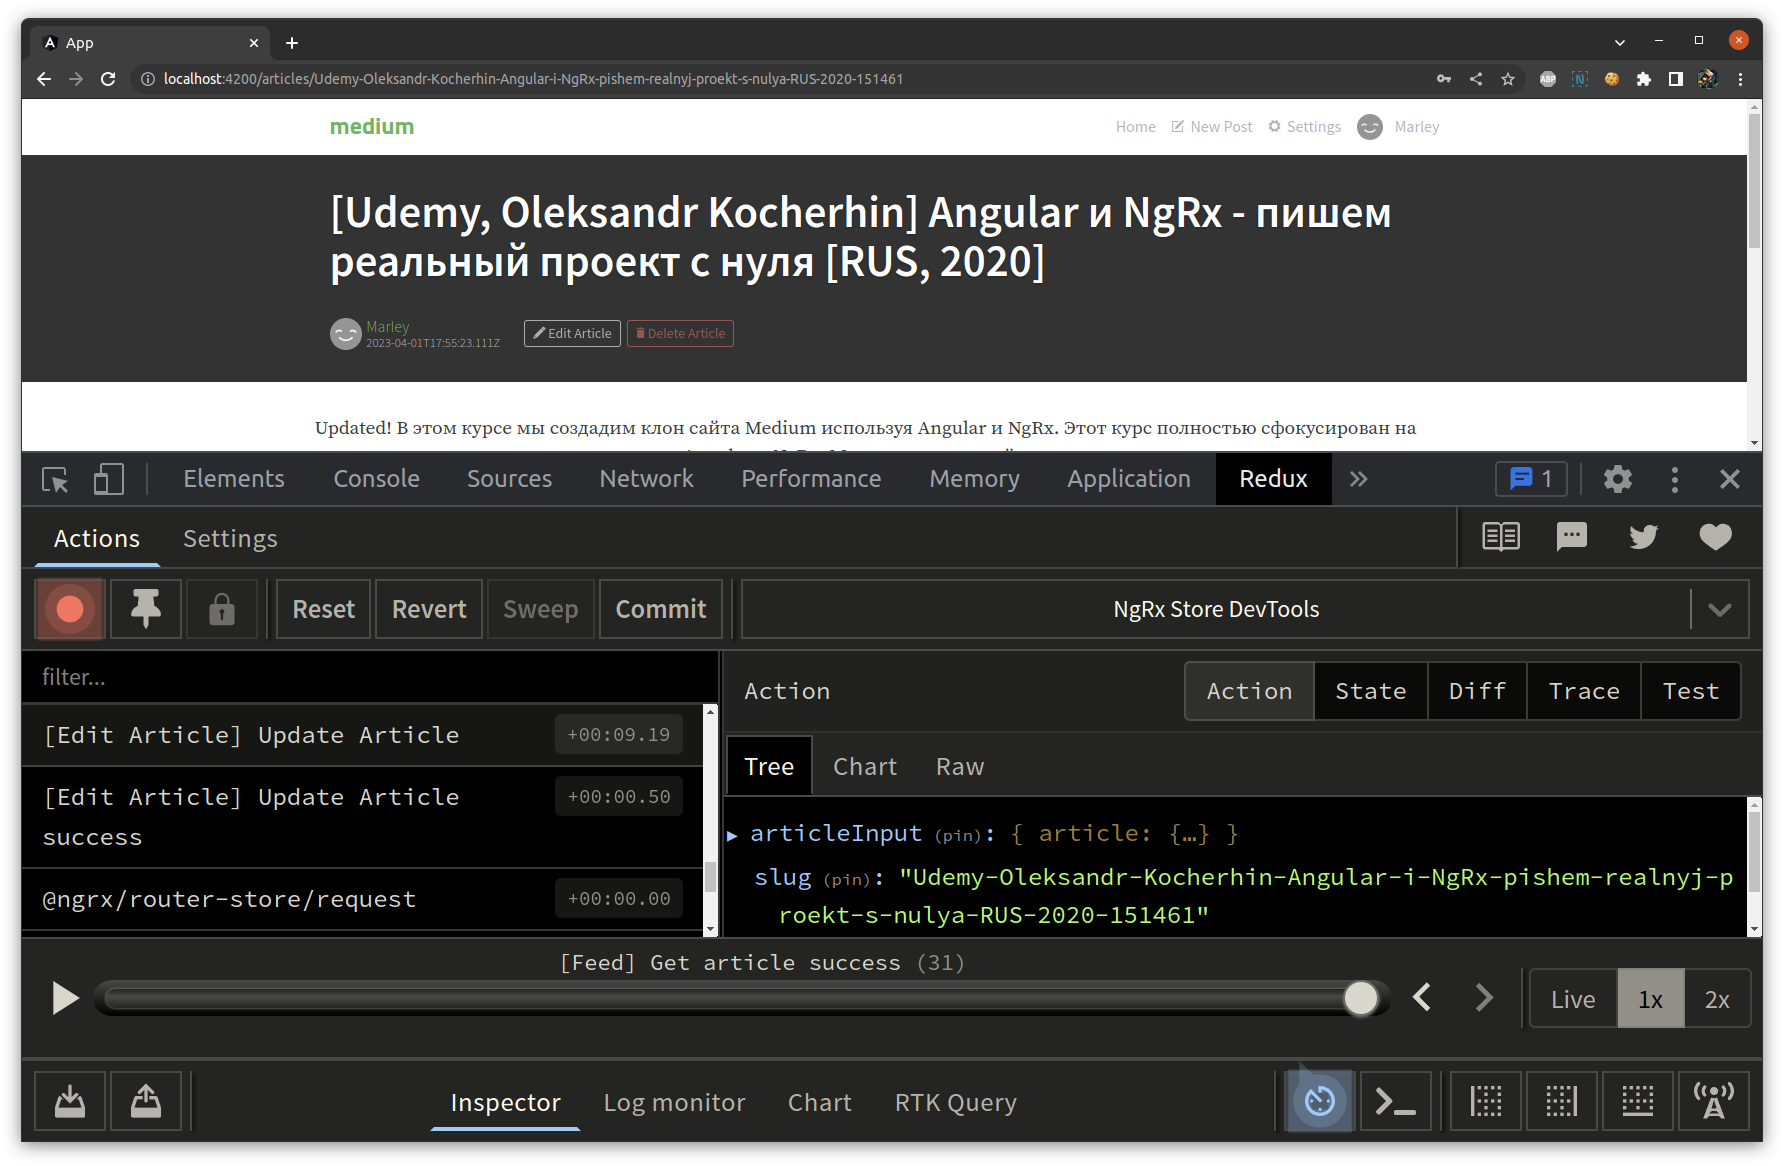 App
localhost:4200/articles/Udemy-Oleksandr-Kocherhin-Angular-i-NgRx-pishem-realnyj-proekt-s-nulya-RUS-2020-151461
ABP
N
medium
Home New Post Settings Marley
[Udemy, Oleksandr Kocherhin] Angular и NgRx - пишем
реальный проект с нуля [RUS, 2020]
Marley
2023-04-01T17:55:23.111Z
Edit Article Delete Article
Updated! В этом курсе мы создадим клон сайта Medium используя Angular и NgRx. Этот курс полностью сфокусирован на
Elements Console Sources Network Performance Memory Application Redux 1
Actions Settings
Reset Revert Sweep Commit NgRx Store DevTools
filter...
Action Action State Diff Trace Test
[Edit Article] Update Article +00:09.19
[Edit Article] Update Article +00:00.50
success
@ngrx/router-store/request +00:00.00
Tree Chart Raw
articleInput (pin): { article: {…} }
slug (pin): "Udemy-Oleksandr-Kocherhin-Angular-i-NgRx-pishem-realnyj-p
roekt-s-nulya-RUS-2020-151461"
[Feed] Get article success (31)
Live 1x 2x
Inspector Log monitor Chart RTK Query